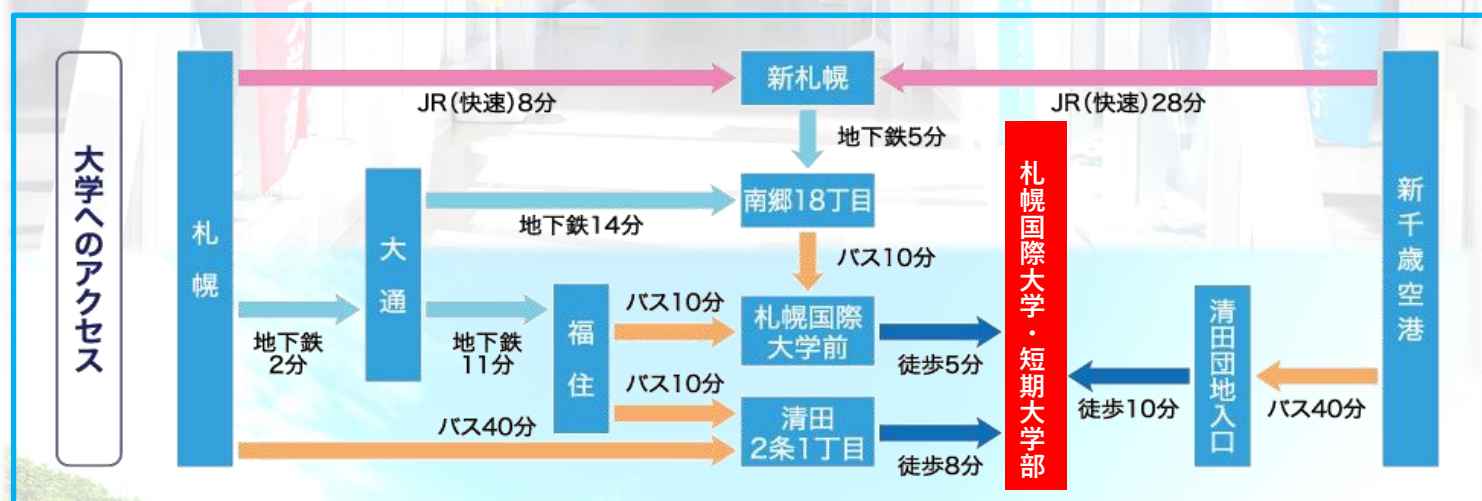 大学へのアクセス
札幌
JR(快速)8分
新札幌
JR(快速)28分
新千歳空港
地下鉄5分
大通
地下鉄14分
南郷18丁目
バス10分
地下鉄
2分
地下鉄
11分
福住
バス10分
札幌国際
大学前
徒歩5分
札幌国際大学・短期大学部
バス10分
バス40分
清田
2条1丁目
徒歩8分
徒歩10分
清田団地入口
バス40分